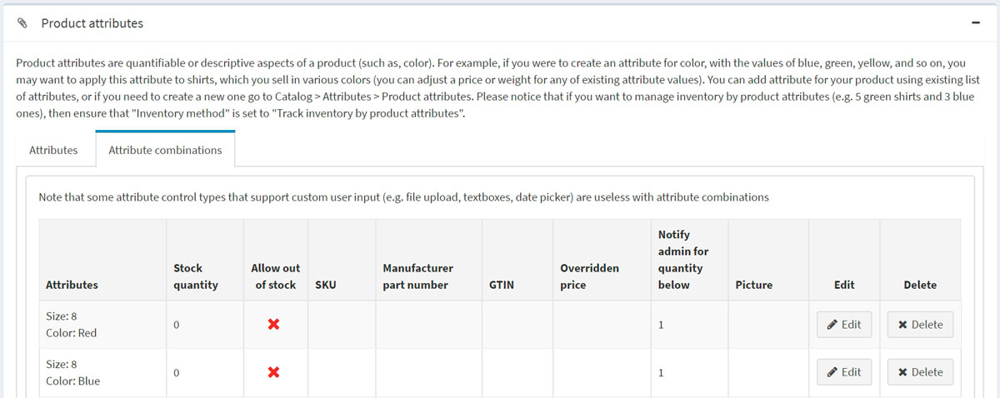 Product attributes
Product attributes are quantifiable or descriptive aspects of a product (such as, color). For example, if you were to create an attribute for color, with the values of blue, green, yellow, and so on, you
may want to apply this attribute to shirts, which you sell in various colors (you can adjust a price or weight for any of existing attribute values). You can add attribute for your product using existing list
of attributes, or if you need to create a new one go to Catalog > Attributes > Product attributes. Please notice that if you want to manage inventory by product attributes (e.g. 5 green shirts and 3 blue
ones), then ensure that "Inventory method" is set to "Track inventory by product attributes".
Attributes Attribute combinations
Note that some attribute control types that support custom user input (e.g. file upload, textboxes, date picker) are useless with attribute combinations
Notify
admin for
Stock Allow out Manufacturer Overridden quantity
Attributes quantity of stock SKU part number GTIN price below Picture Edit Delete
Size: 8
Color: Red
0 1 Edit Delete
Size: 8
Color: Blue
0 1 Edit Delete